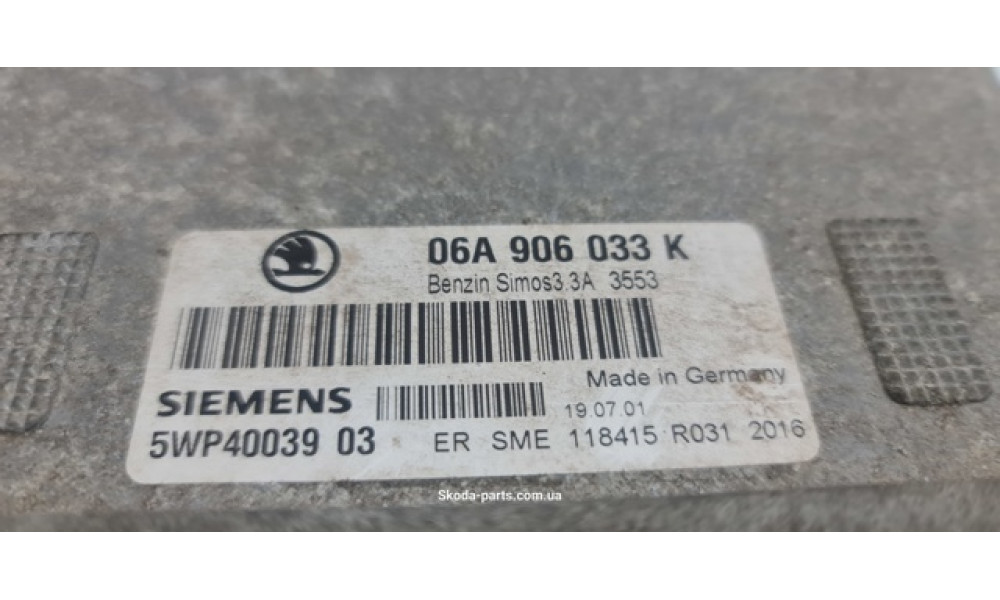 06A 906 033 K
Benzin Simos3.3A 3553
Made in Germany
SIEMENS
19.07.01
5WP40039 03 ER SME 118415 R031 2016
Skoda-parts.com.ua